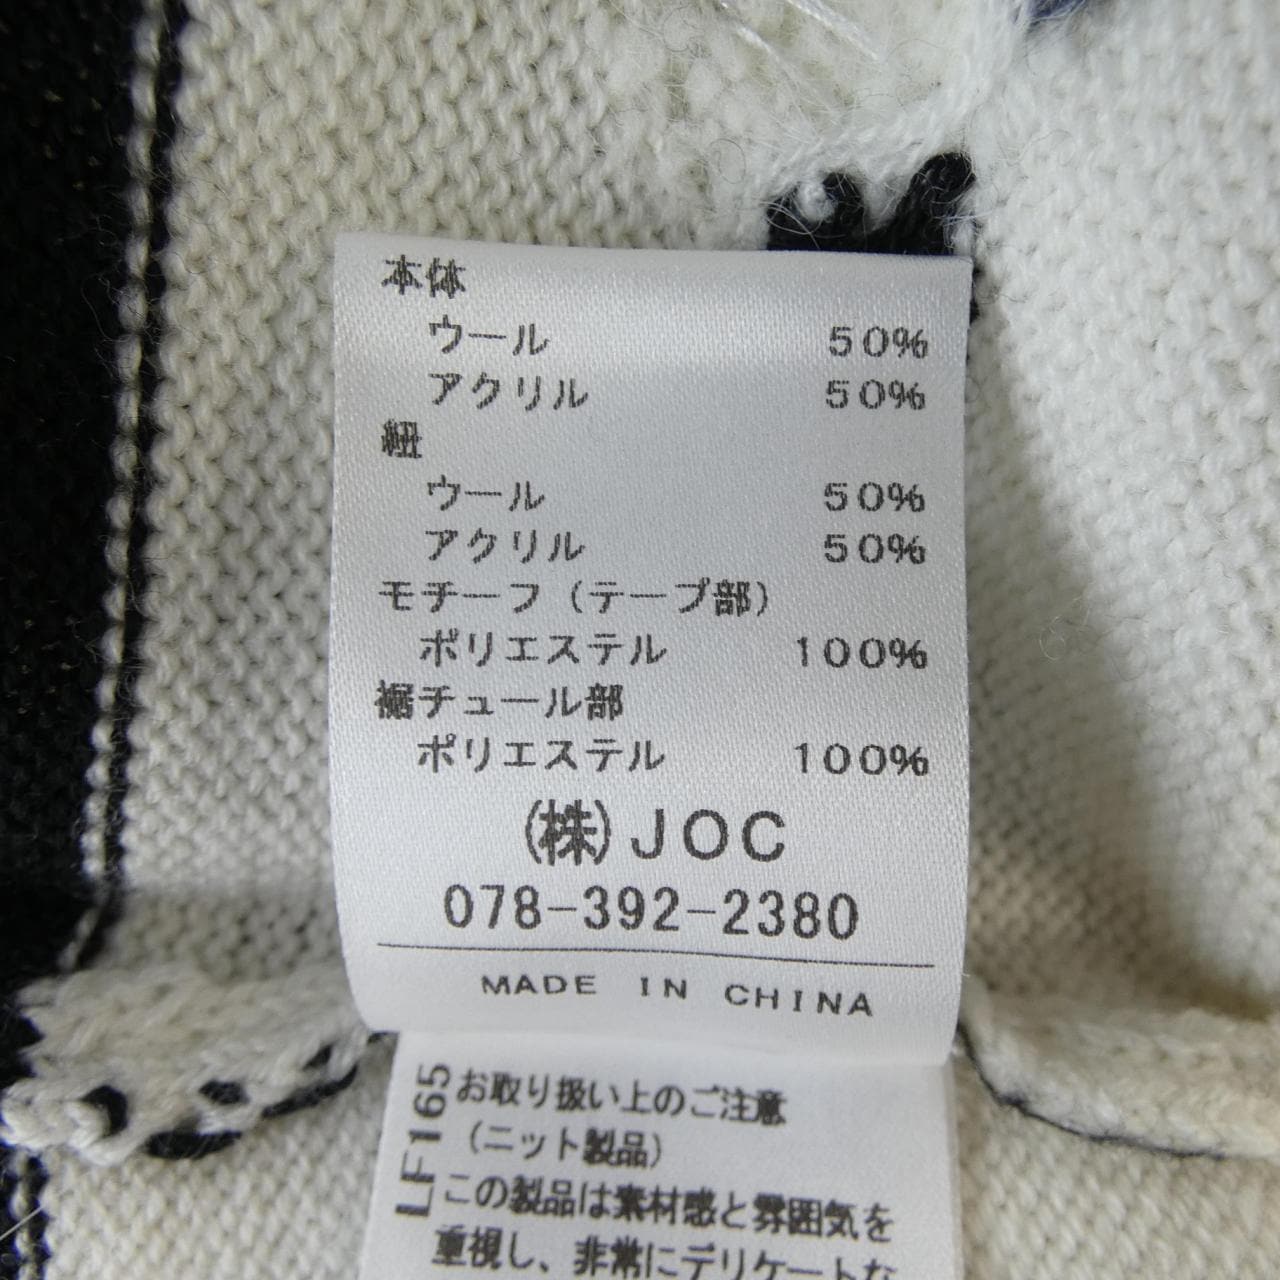 本体
ウール 50%
アクリル 50%
紐
ウール 50%
アクリル 50%
モチーフ（テープ部）
ポリエステル 100%
裾チュール部
ポリエステル 100%
(株)JOC
078-392-2380
MADE IN CHINA
LF165
お取り扱い上のご注意
（ニット製品）
この製品は素材感と雰囲気を
重視し、非常にデリケートな